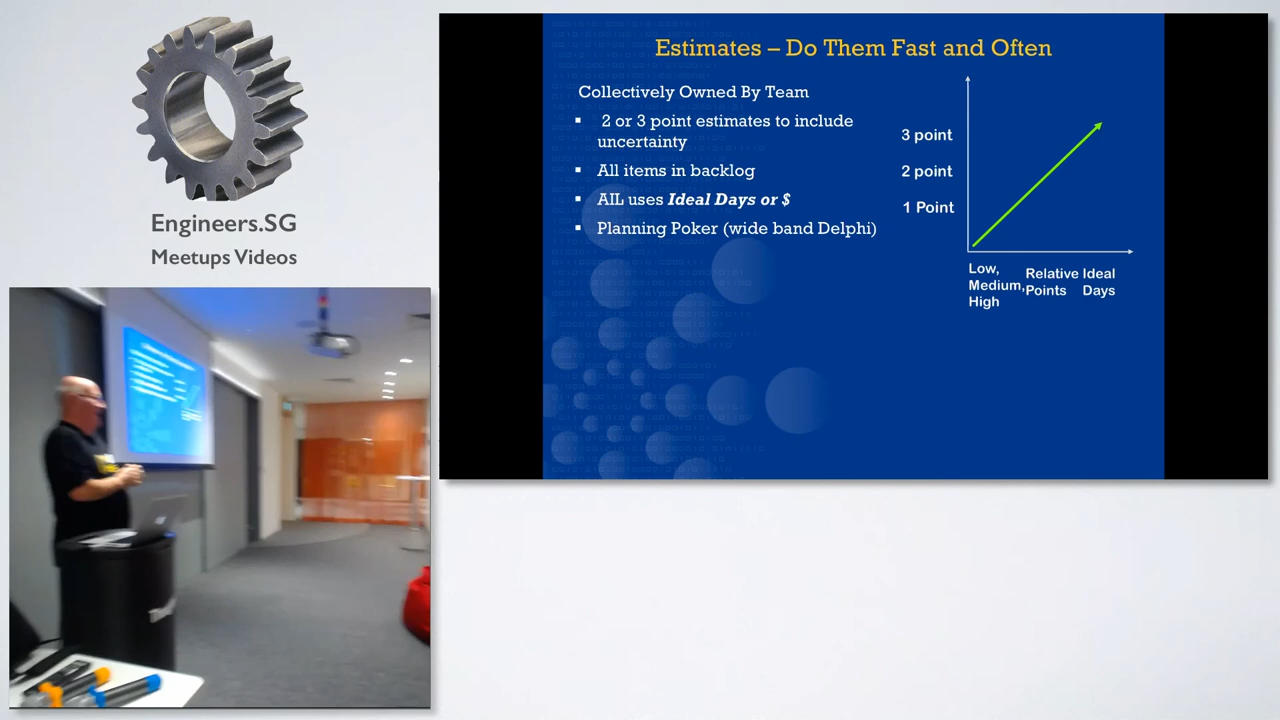 Engineers.SG
Meetups Videos
Estimates – Do Them Fast and Often
Collectively Owned By Team
▪ 2 or 3 point estimates to include
uncertainty
▪ All items in backlog
▪ AIL uses Ideal Days or $
▪ Planning Poker (wide band Delphi)
3 point
2 point
1 Point
Low,
Medium,
High
Relative
Points
Ideal
Days